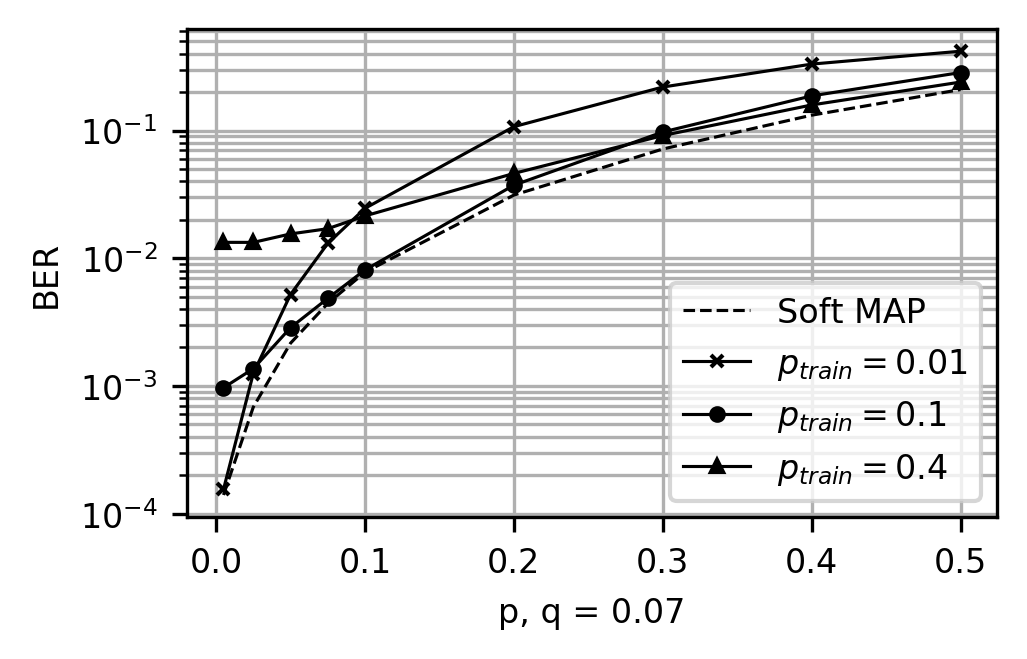 10⁻¹
10⁻²
10⁻³
10⁻⁴
BER
Soft MAP
p_train = 0.01
p_train = 0.1
p_train = 0.4
0.0 0.1 0.2 0.3 0.4 0.5
p, q = 0.07